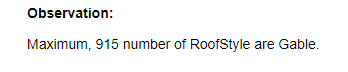 Observation:
Maximum, 915 number of RoofStyle are Gable.